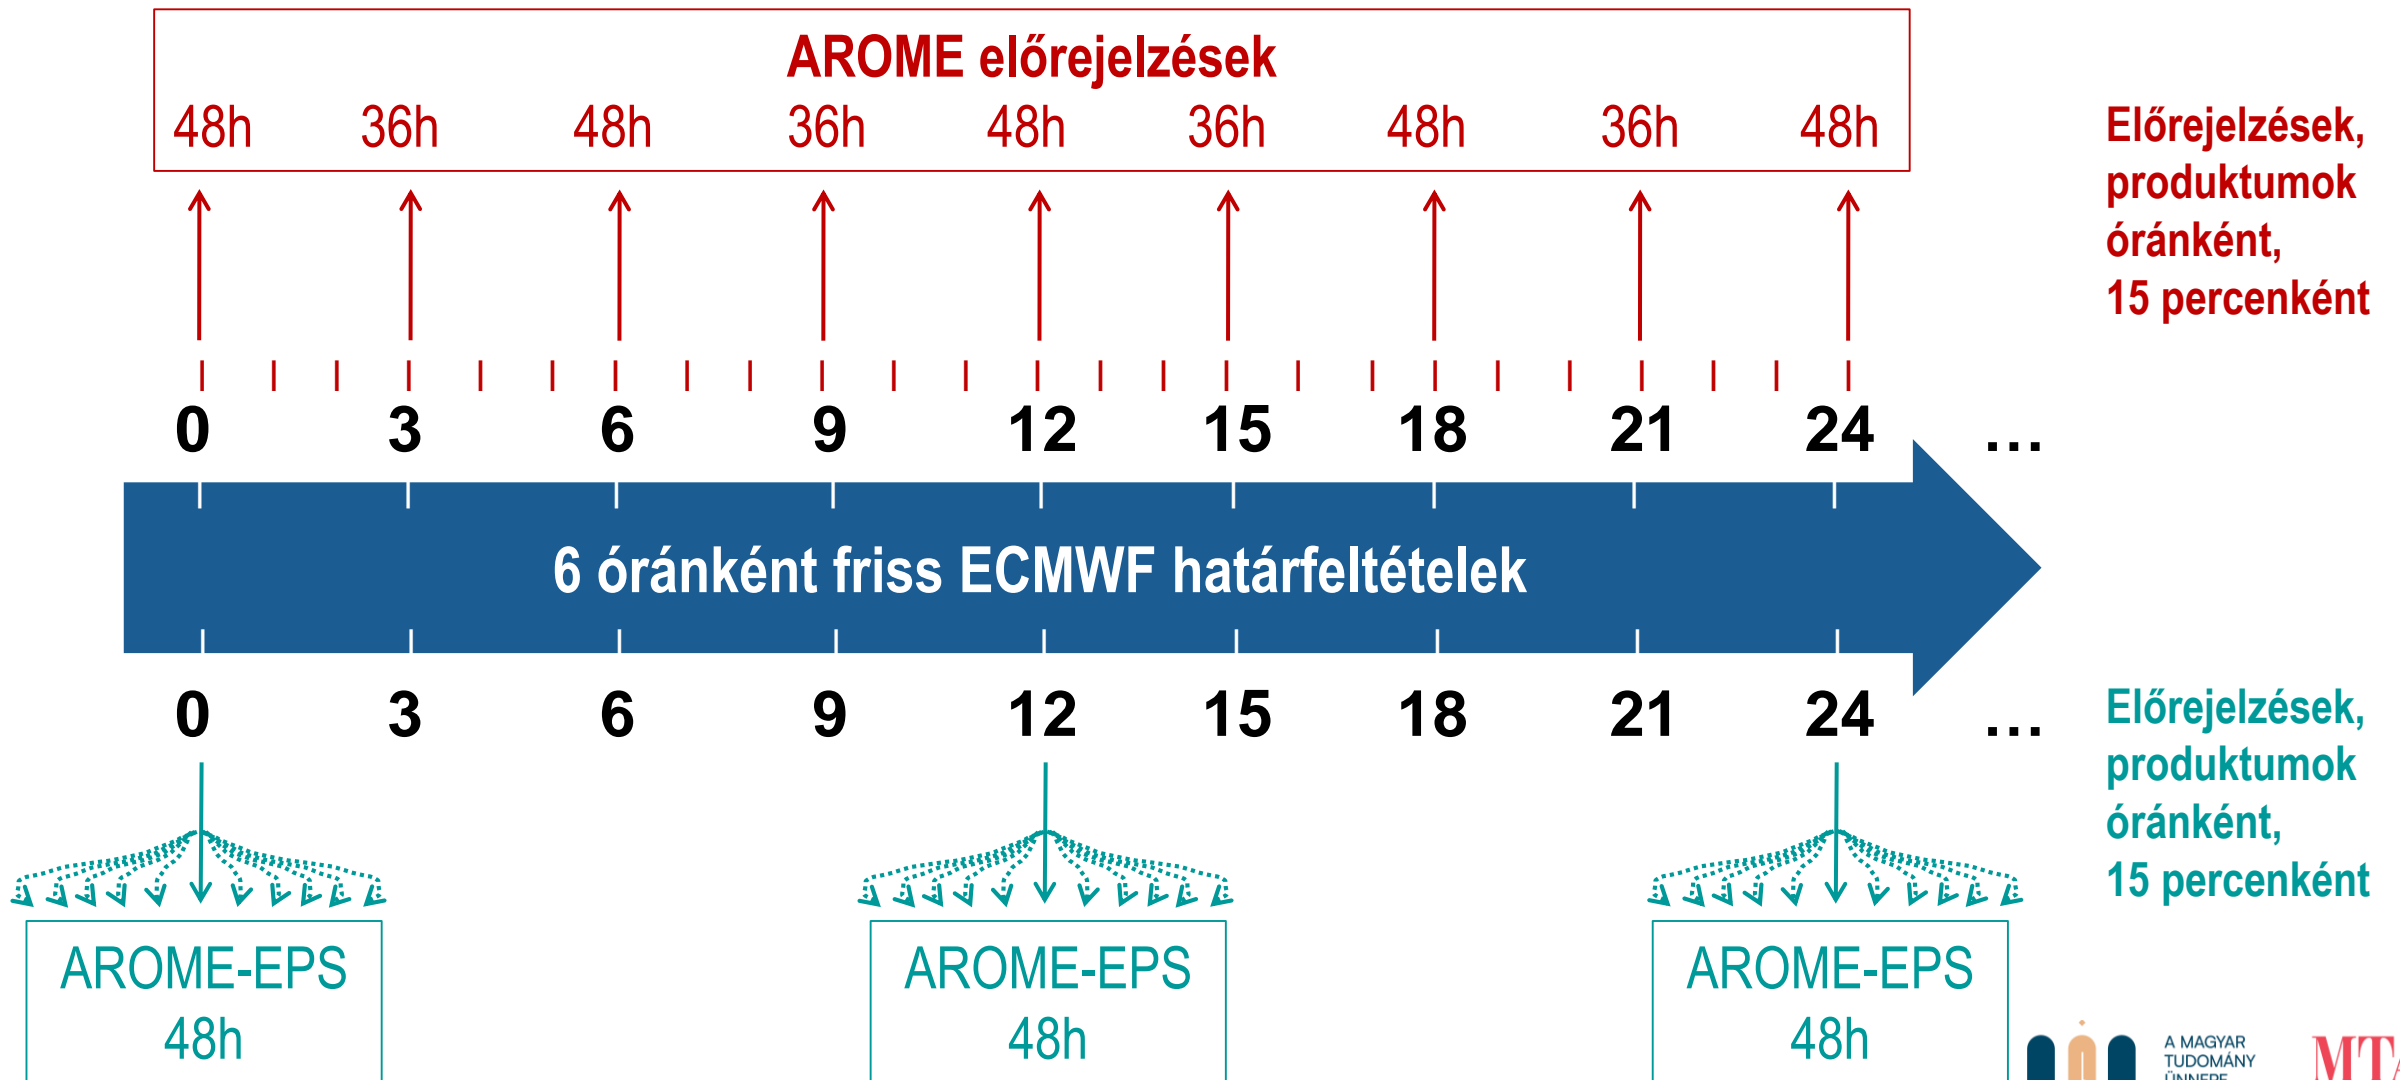 AROME előrejelzések
48h 36h 48h 36h 48h 36h 48h 36h 48h
Előrejelzések,
produktumok
óránként,
15 percenként
0 3 6 9 12 15 18 21 24 ...
6 óránként friss ECMWF határfeltételek
0 3 6 9 12 15 18 21 24 ...
Előrejelzések,
produktumok
óránként,
15 percenként
AROME-EPS
48h
AROME-EPS
48h
AROME-EPS
48h
A MAGYAR
TUDOMÁNY
ÜNNEPE
MTA